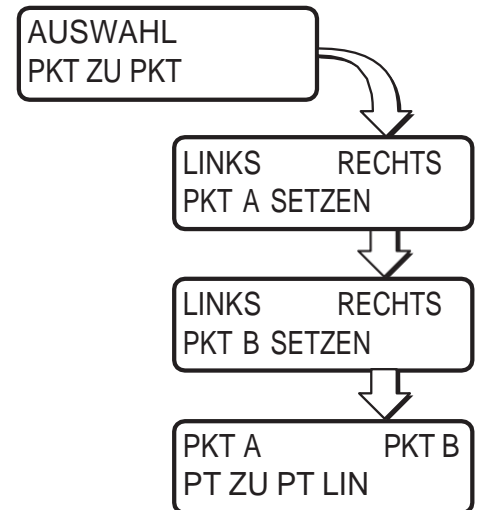 AUSWAHL
PKT ZU PKT
LINKS RECHTS
PKT A SETZEN
LINKS RECHTS
PKT B SETZEN
PKT A PKT B
PT ZU PT LIN